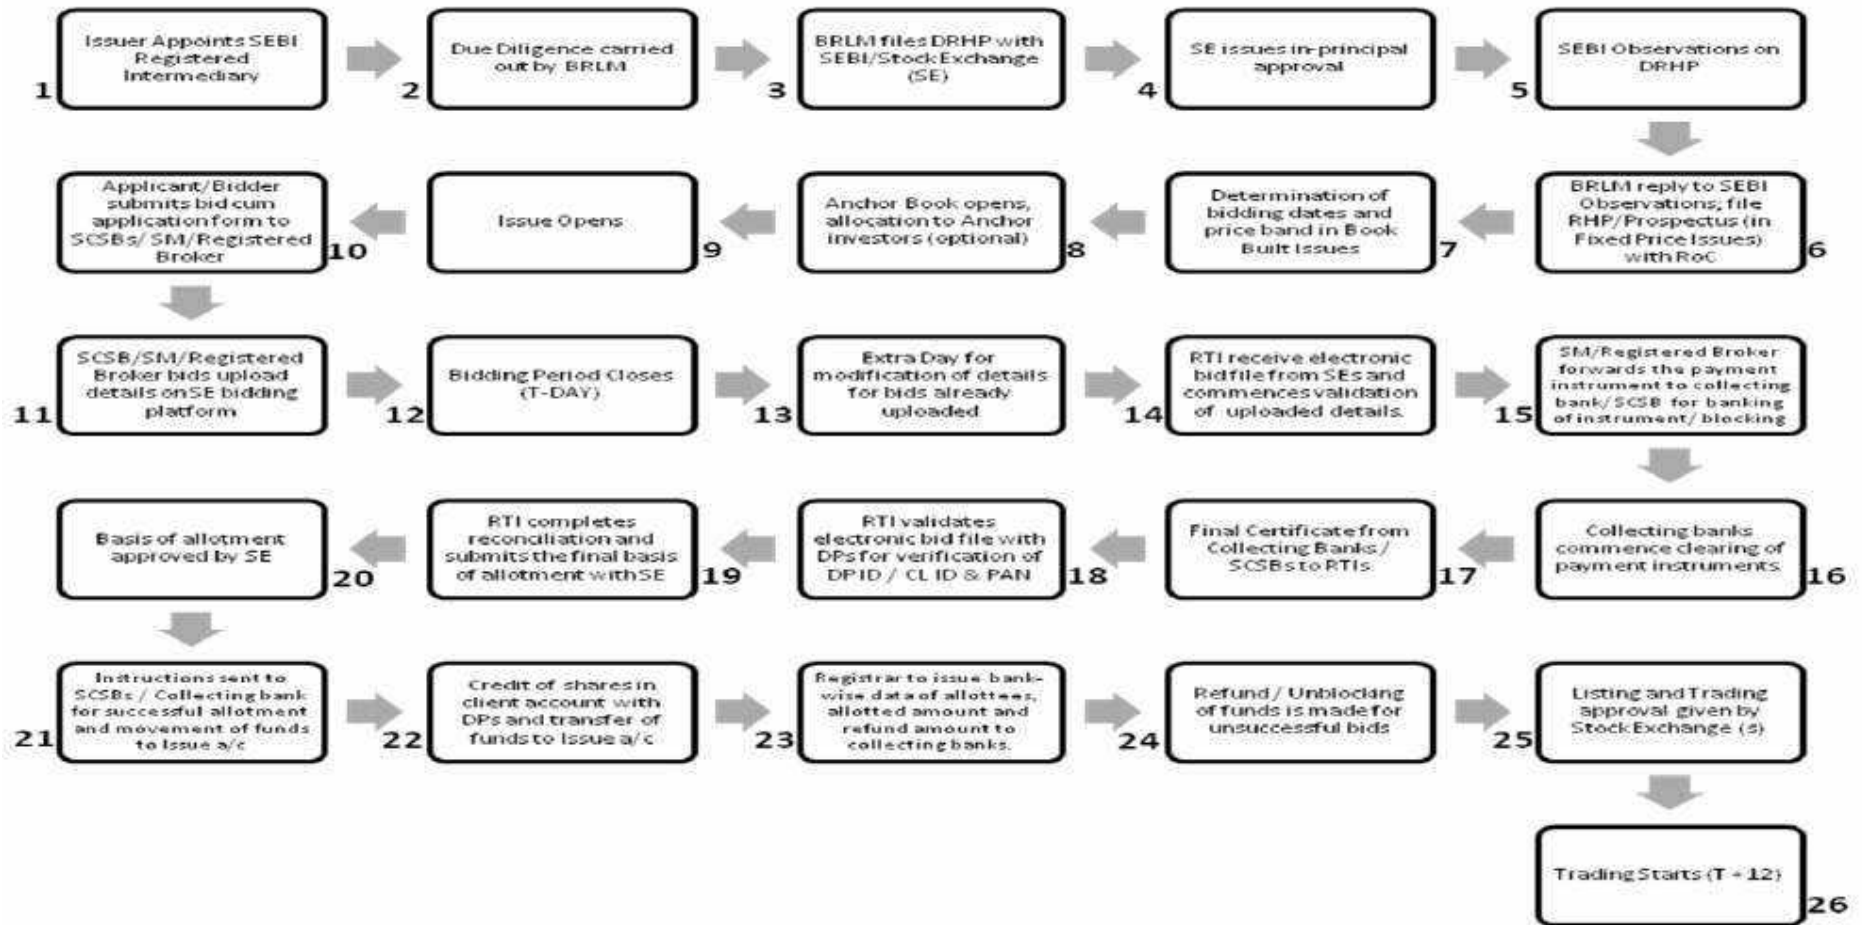 Issuer Appoints SEBI
Registered
Intermediary
1
Due Diligence carried
out by BRLM
2
BRLM files DRHP with
SEBI/Stock Exchange
(SE)
3
SE issues in-principal
approval
4
SEBI Observations on
DRHP
5
BRLM reply to SEBI
Observations; file
RHP/Prospectus (in
Fixed Price Issues)
with RoC
6
Determination of
bidding dates and
price band in Book
Built Issues
7
Anchor Book opens,
allocation to Anchor
investors (optional)
8
Issue Opens
9
Applicant/Bidder
submits bid cum
application form to
SCSBs/ SM/Registered
Broker
10
SCSB/SM/Registered
Broker bids upload
details on SE bidding
platform
11
Bidding Period Closes
(T-DAY)
12
Extra Day for
modification of details
for bids already
uploaded
13
RTI receive electronic
bid file from SEs and
commences validation
of uploaded details.
14
SM/Registered Broker
forwards the payment
instrument to collecting
bank/SCSB for banking
of instrument/ blocking
15
Collecting banks
commence clearing of
payment instruments
16
Final Certificate from
Collecting Banks /
SCSBs to RTIs
17
RTI validates
electronic bid file with
DPs for verification of
DPID / CL ID & PAN
18
RTI completes
reconciliation and
submits the final basis
of allotment with SE
19
Basis of allotment
approved by SE
20
Instructions sent to
SCSBs / Collecting bank
for successful allotment
and movement of funds
to Issue a/c
21
Credit of shares in
client account with
DPs and transfer of
funds to Issue a/c
22
Registrar to issue bank-
wise data of allottees,
allotted amount and
refund amount to
collecting banks.
23
Refund / Unblocking
of funds is made for
unsuccessful bids
24
Listing and Trading
approval given by
Stock Exchange (s)
25
Trading Starts (T + 12)
26